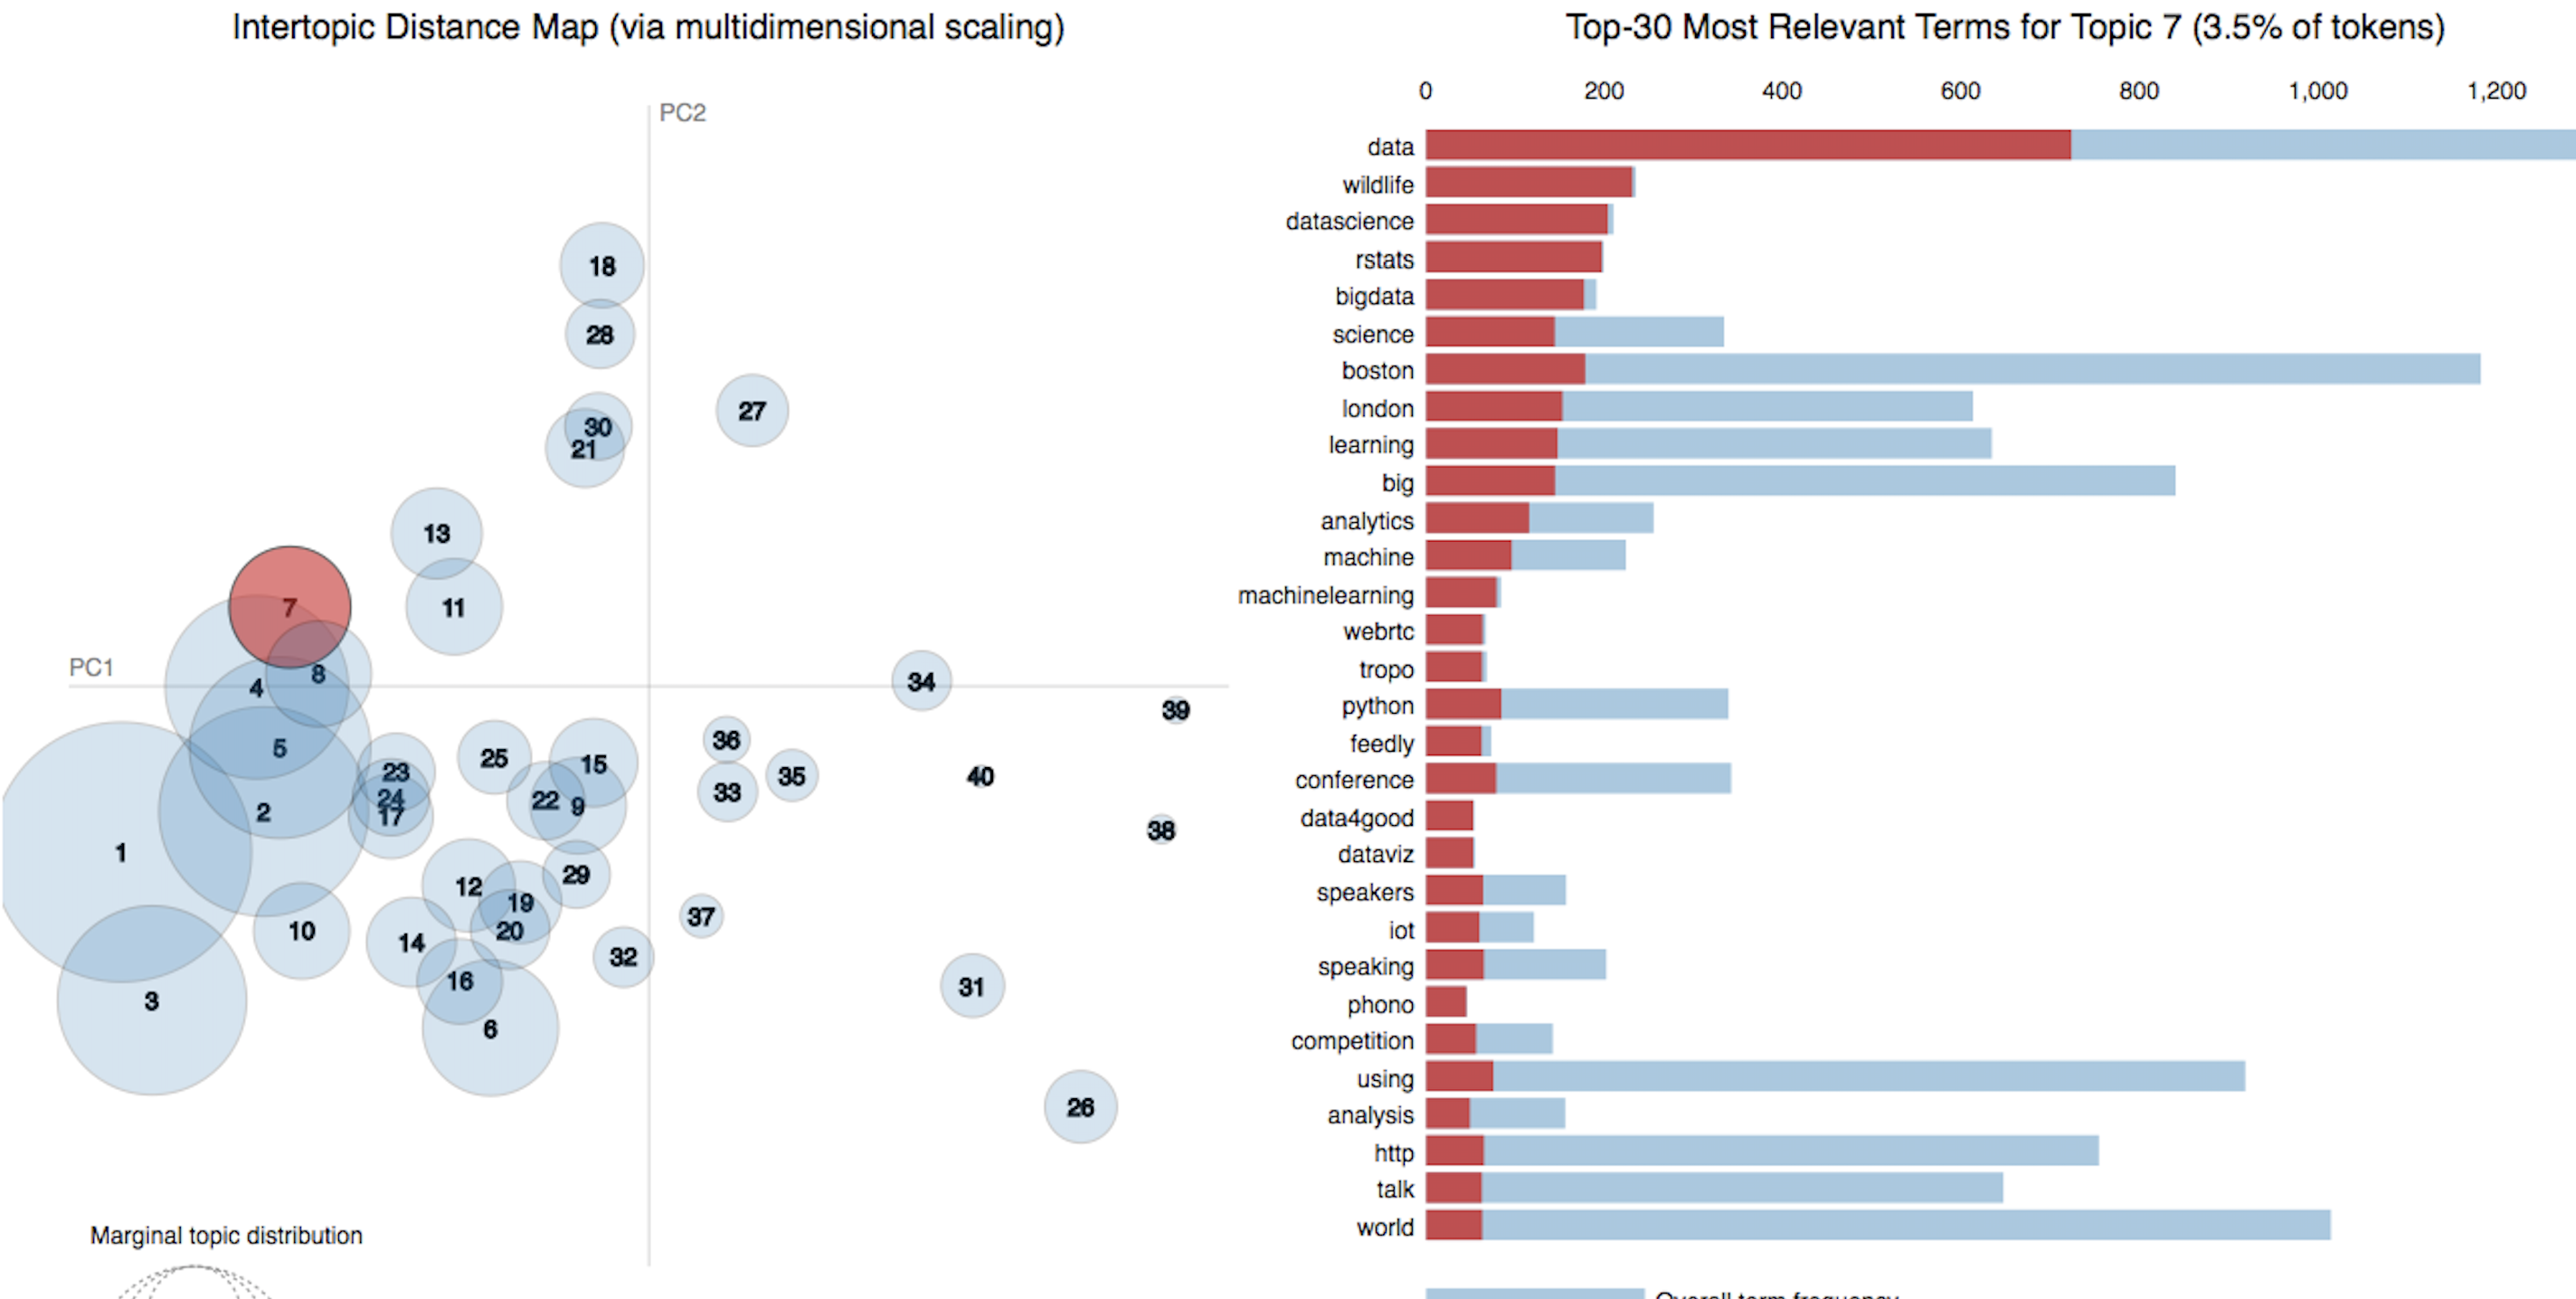 Intertopic Distance Map (via multidimensional scaling)
PC2
18
28
27
30
21
13
7
11
PC1
8
34
4
39
36
5
25
15
23
40
35
33
24
22
9
2
17
38
1
29
12
19
37
10
20
14
32
16
31
3
6
26
Marginal topic distribution
Top-30 Most Relevant Terms for Topic 7 (3.5% of tokens)
0 200 400 600 800 1,000 1,200
data
wildlife
datascience
rstats
bigdata
science
boston
london
learning
big
analytics
machine
machinelearning
webrtc
tropo
python
feedly
conference
data4good
dataviz
speakers
iot
speaking
phono
competition
using
analysis
http
talk
world
Overall term frequency